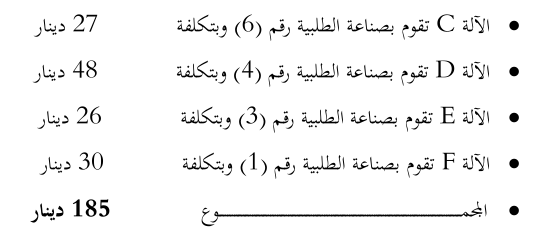 • الآلة C تقوم بصناعة الطلبية رقم (6) وبتكلفة 27 دينار
• الآلة D تقوم بصناعة الطلبية رقم (4) وبتكلفة 48 دينار
• الآلة E تقوم بصناعة الطلبية رقم (3) وبتكلفة 26 دينار
• الآلة F تقوم بصناعة الطلبية رقم (1) وبتكلفة 30 دينار
• المجمـــــــــــــــــــــــــــــــــوع 185 دينار